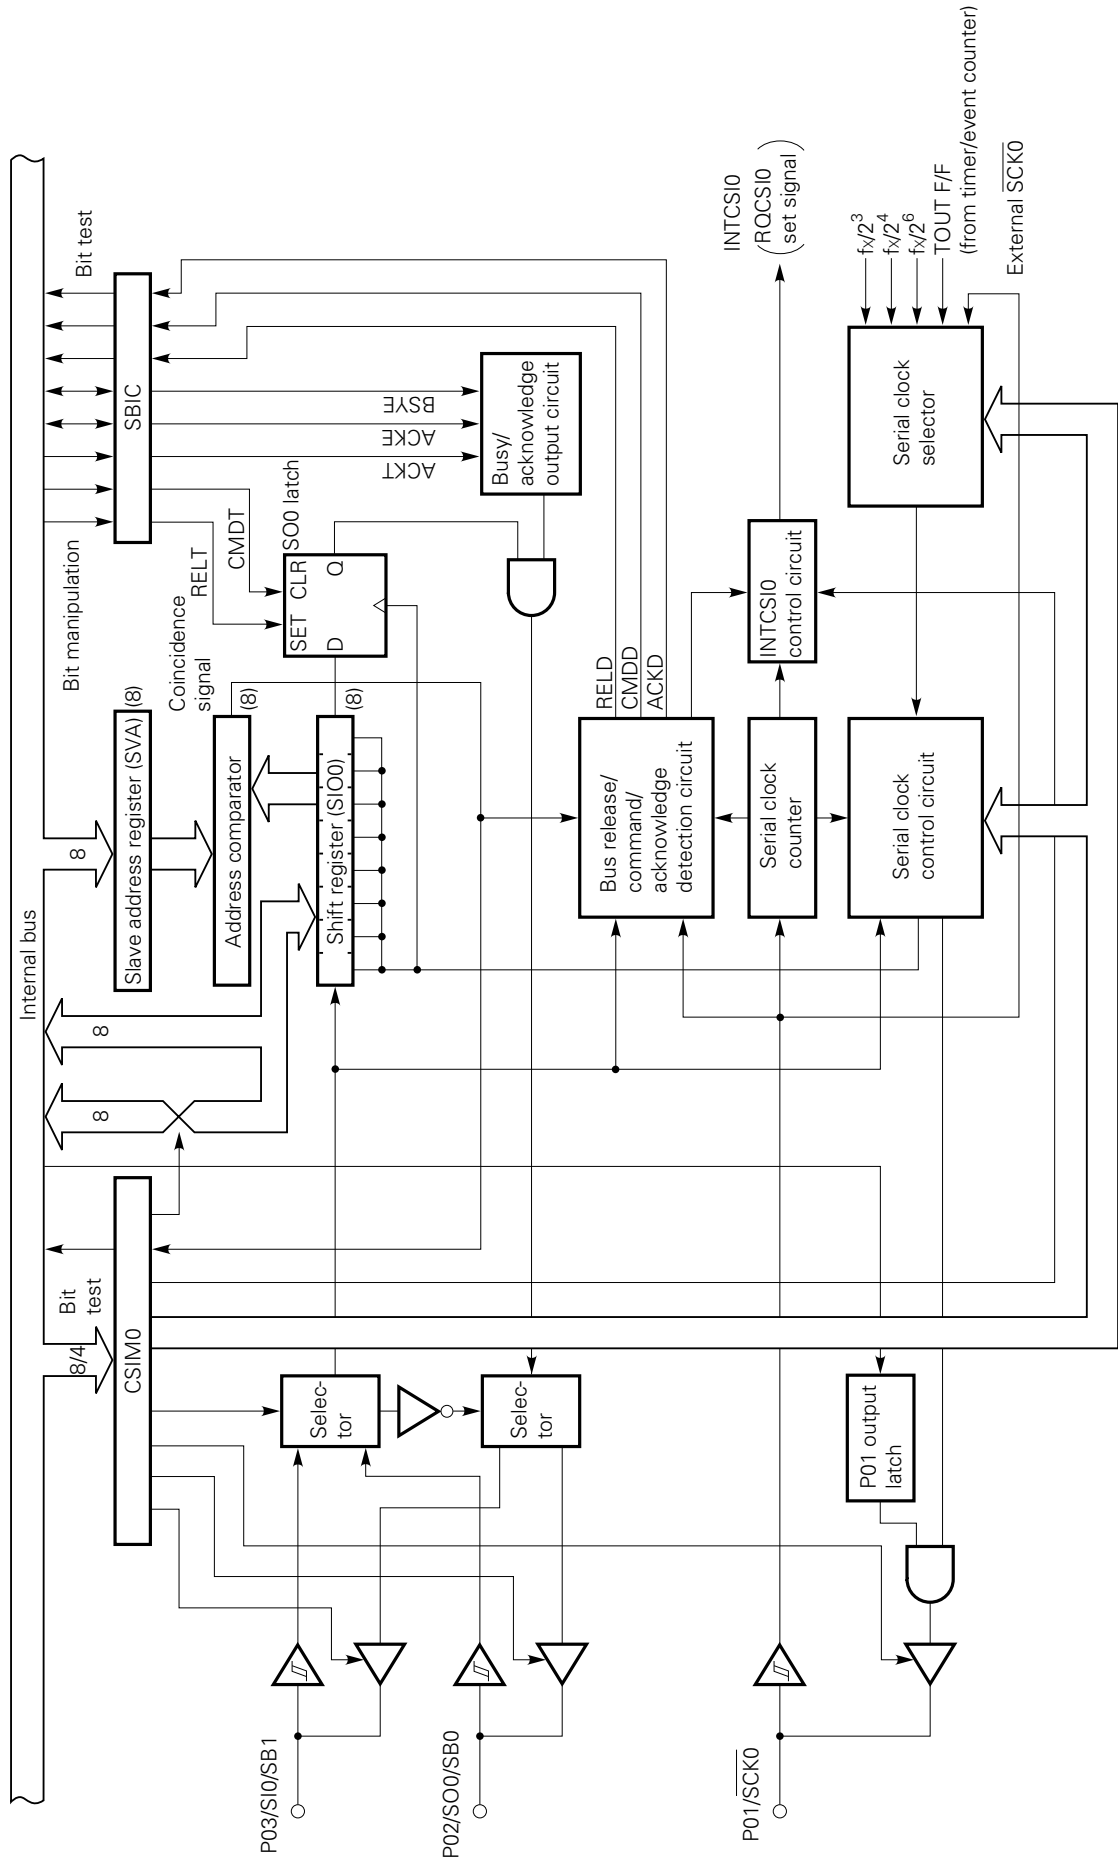 Internal bus
8/4
Bit
test
8
8
8
Bit manipulation
Bit test
CSIM0
Slave address register (SVA)
(8)
SBIC
Address comparator
(8)
Coincidence
signal
RELT
CMDT
ACKT
ACKE
BSYE
Selec-
tor
Shift register (SIO0)
(8)
SET
CLR
D
Q
SO0 latch
P03/SI0/SB1
Selec-
tor
Busy/
acknowledge
output circuit
P02/SO0/SB0
Bus release/
command/
acknowledge
detection circuit
RELD
CMDD
ACKD
P01/SCK0
Serial clock
counter
INTCSI0
control circuit
INTCSI0
RQCSI0
set signal
P01 output
latch
Serial clock
control circuit
Serial clock
selector
fx/2³
fx/2⁴
fx/2⁶
TOUT F/F
(from timer/event counter)
External SCK0